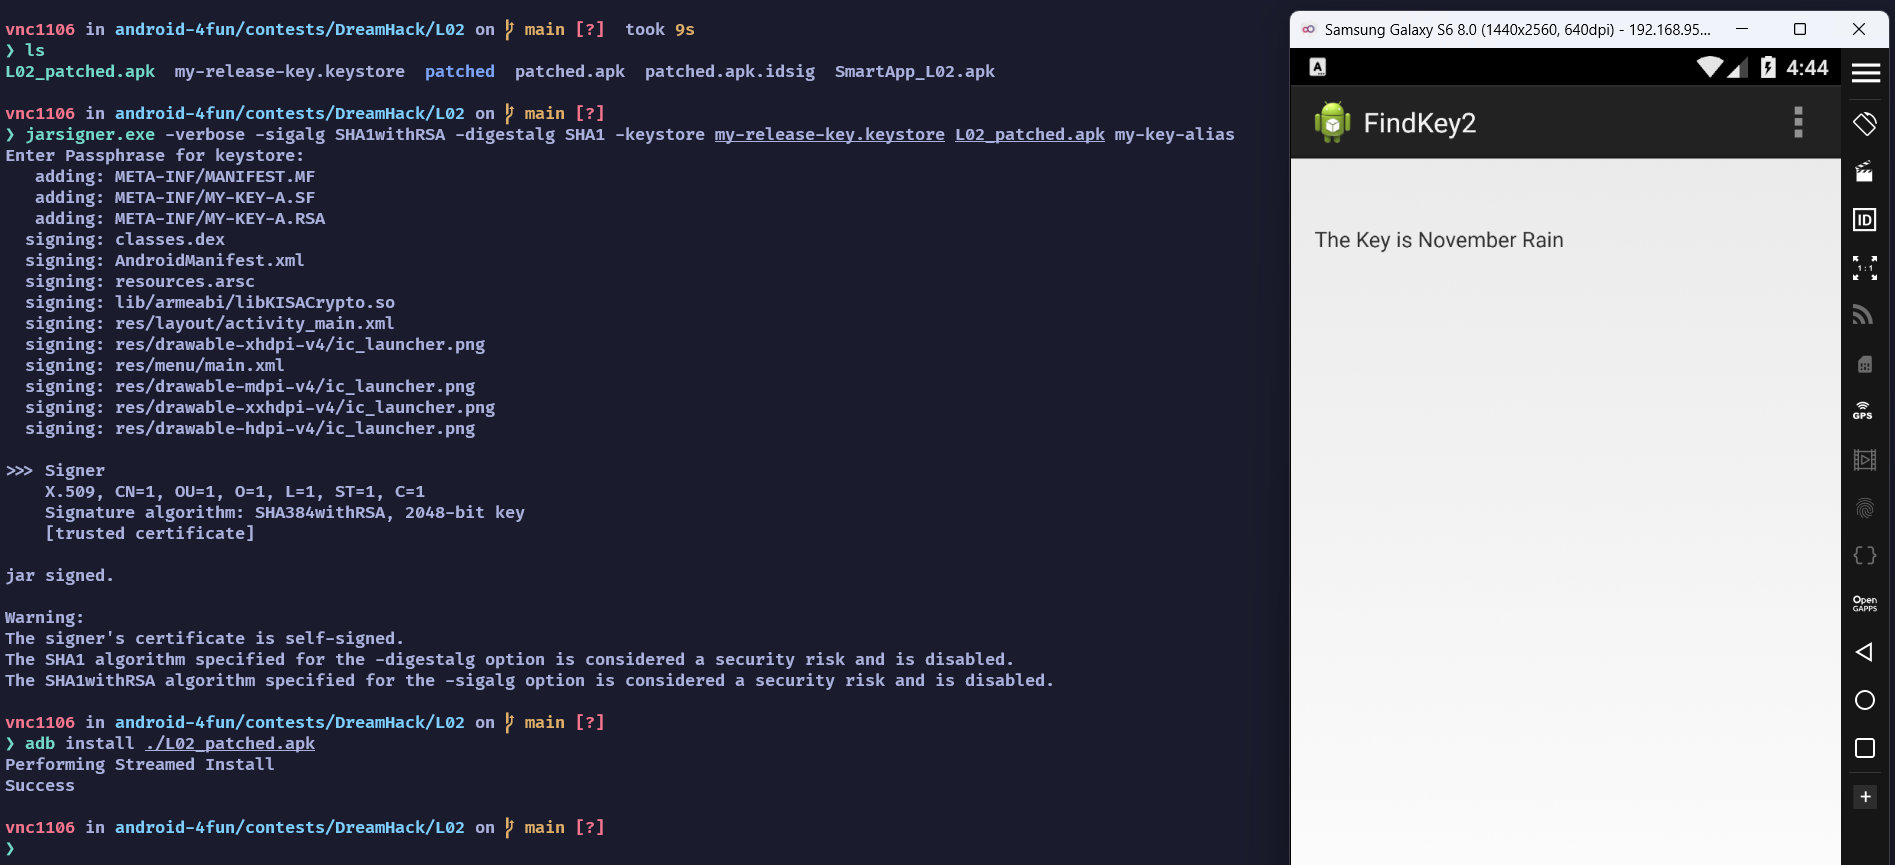 vnc1106 in android-4fun/contests/DreamHack/L02 on main [?] took 9s
❯ ls
L02_patched.apk my-release-key.keystore patched patched.apk patched.apk.idsig SmartApp_L02.apk
vnc1106 in android-4fun/contests/DreamHack/L02 on main [?]
❯ jarsigner.exe -verbose -sigalg SHA1withRSA -digestalg SHA1 -keystore my-release-key.keystore L02_patched.apk my-key-alias
Enter Passphrase for keystore:
adding: META-INF/MANIFEST.MF
adding: META-INF/MY-KEY-A.SF
adding: META-INF/MY-KEY-A.RSA
signing: classes.dex
signing: AndroidManifest.xml
signing: resources.arsc
signing: lib/armeabi/libKISACrypto.so
signing: res/layout/activity_main.xml
signing: res/drawable-xhdpi-v4/ic_launcher.png
signing: res/menu/main.xml
signing: res/drawable-mdpi-v4/ic_launcher.png
signing: res/drawable-xxhdpi-v4/ic_launcher.png
signing: res/drawable-hdpi-v4/ic_launcher.png
>>> Signer
X.509, CN=1, OU=1, O=1, L=1, ST=1, C=1
Signature algorithm: SHA384withRSA, 2048-bit key
[trusted certificate]
jar signed.
Warning:
The signer's certificate is self-signed.
The SHA1 algorithm specified for the -digestalg option is considered a security risk and is disabled.
The SHA1withRSA algorithm specified for the -sigalg option is considered a security risk and is disabled.
vnc1106 in android-4fun/contests/DreamHack/L02 on main [?]
❯ adb install ./L02_patched.apk
Performing Streamed Install
Success
vnc1106 in android-4fun/contests/DreamHack/L02 on main [?]
❯
Samsung Galaxy S6 8.0 (1440x2560, 640dpi) - 192.168.95...
A 4:44
FindKey2
The Key is November Rain
ID
1:1
GPS
Open
GAPPS